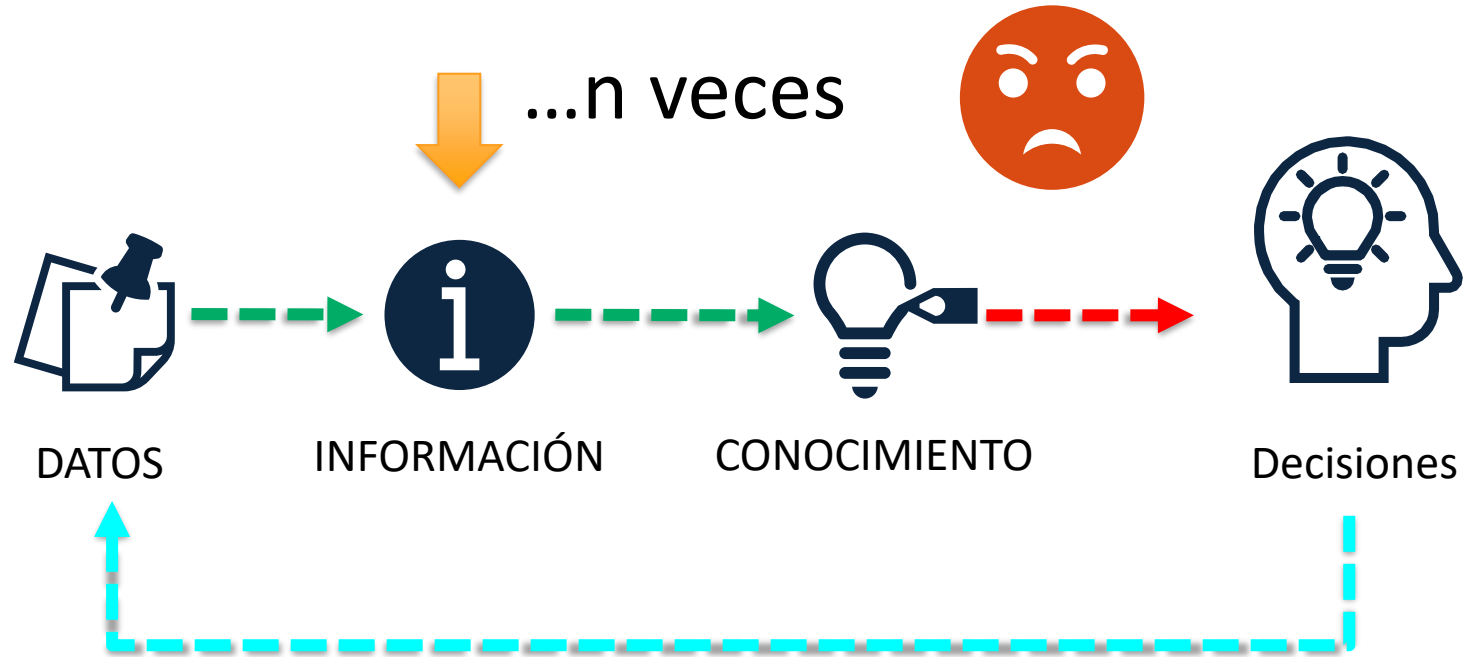 ...n veces
DATOS
INFORMACIÓN
CONOCIMIENTO
Decisiones